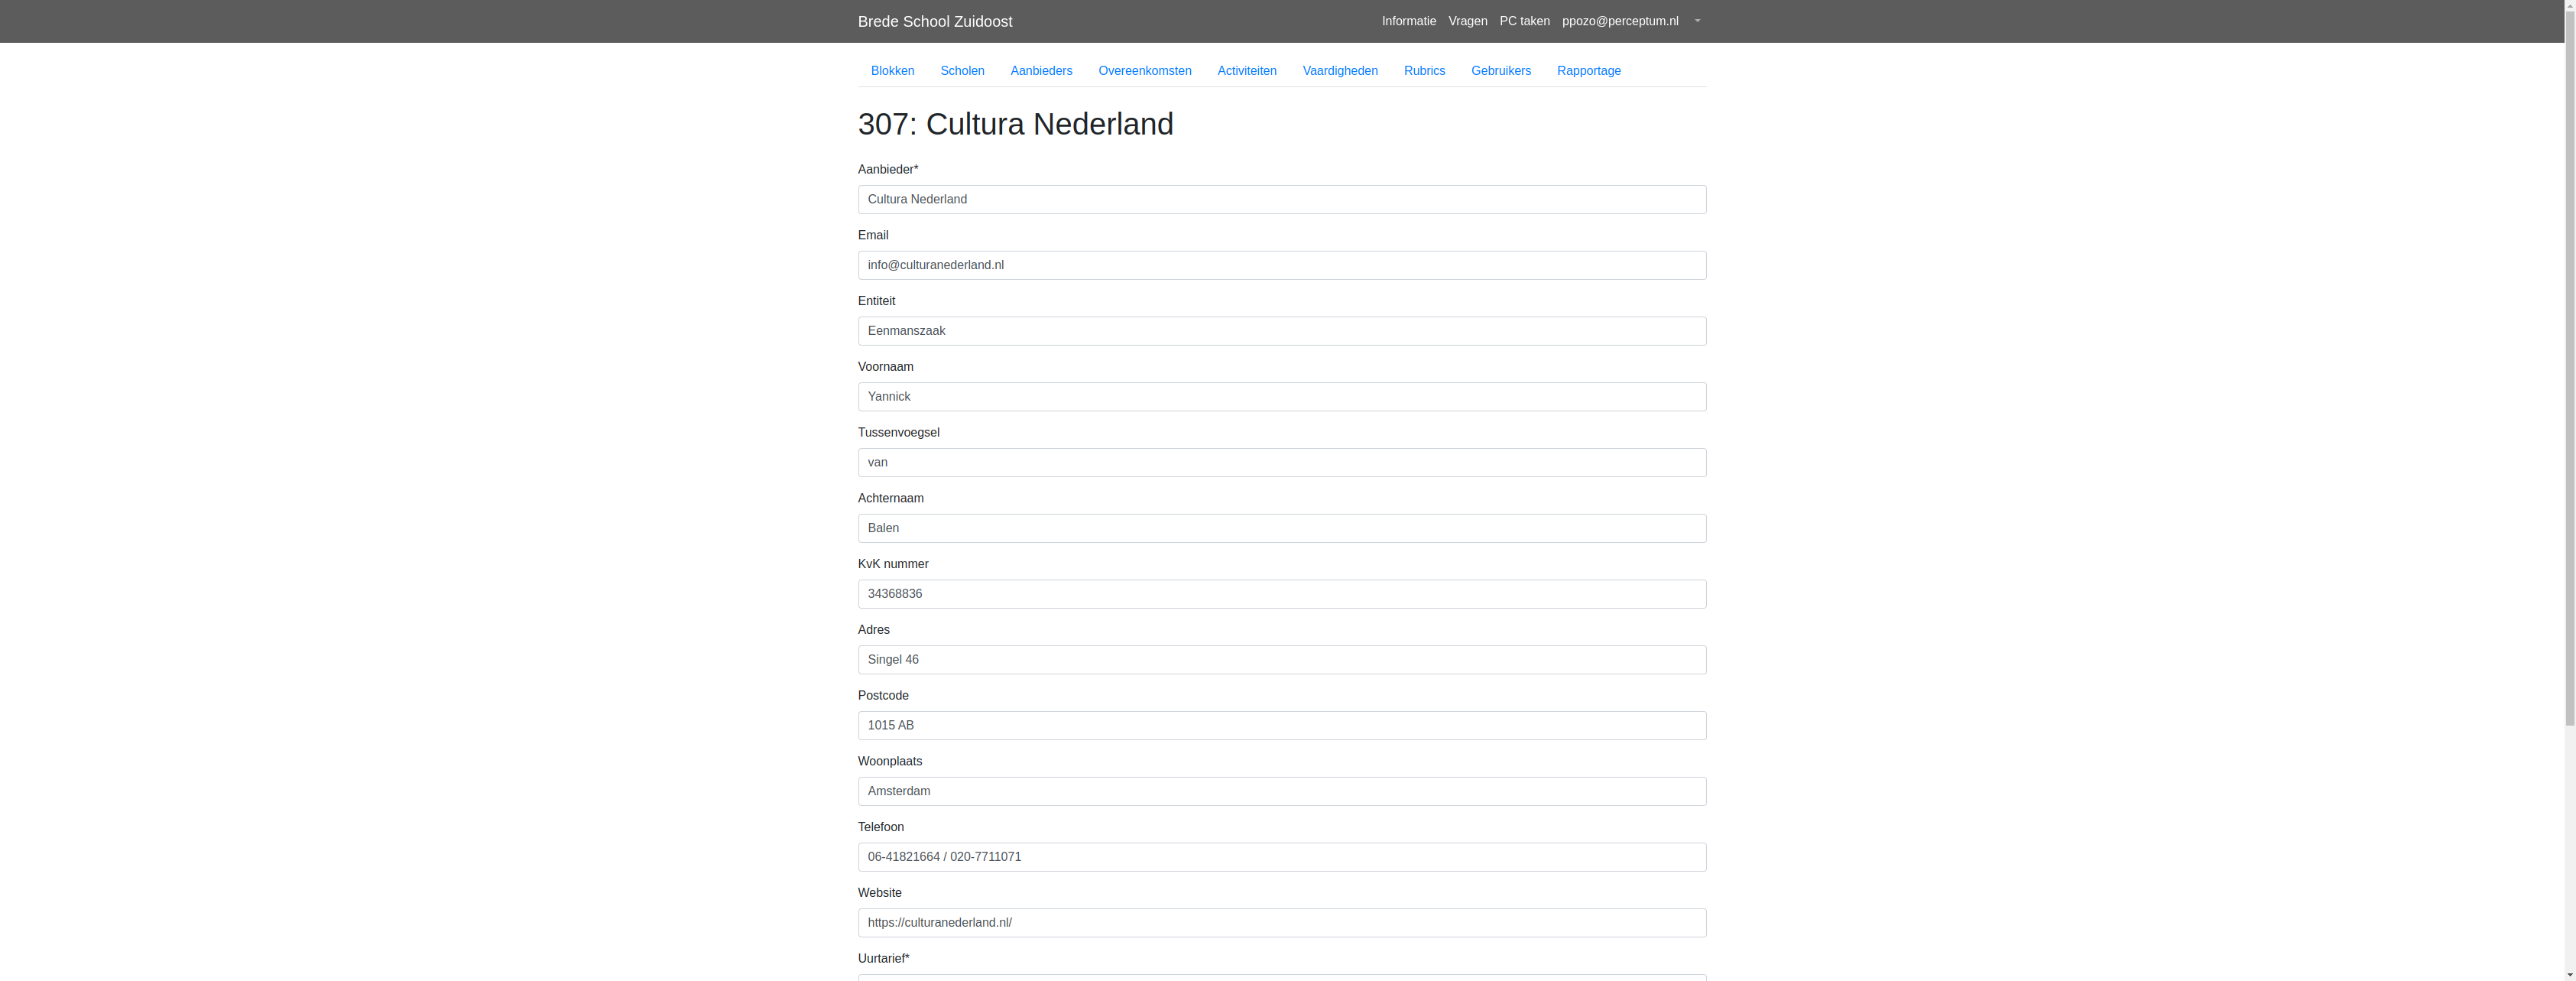 Brede School Zuidoost Informatie Vragen PC taken ppozo@perceptum.nl
Blokken Scholen Aanbieders Overeenkomsten Activiteiten Vaardigheden Rubrics Gebruikers Rapportage
307: Cultura Nederland
Aanbieder*
Cultura Nederland
Email
info@culturanederland.nl
Entiteit
Eenmanszaak
Voornaam
Yannick
Tussenvoegsel
van
Achternaam
Balen
KvK nummer
34368836
Adres
Singel 46
Postcode
1015 AB
Woonplaats
Amsterdam
Telefoon
06-41821664 / 020-7711071
Website
https://culturanederland.nl/
Uurtarief*